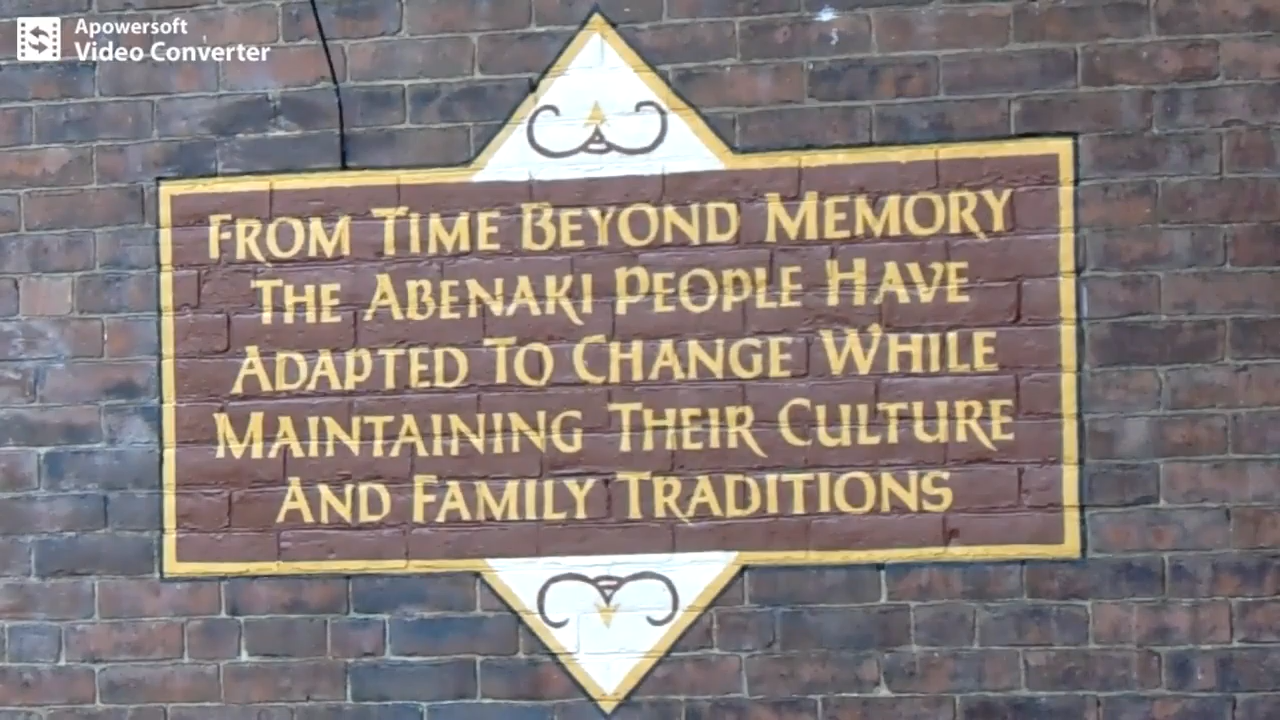 Apowersoft
Video Converter
FROM TIME BEYOND MEMORY
THE ABENAKI PEOPLE HAVE
ADAPTED TO CHANGE WHILE
MAINTAINING THEIR CULTURE
AND FAMILY TRADITIONS